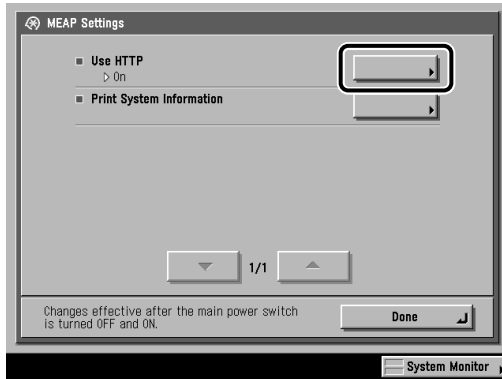 MEAP Settings
Use HTTP
On
Print System Information
1/1
Changes effective after the main power switch
is turned OFF and ON.
Done
System Monitor